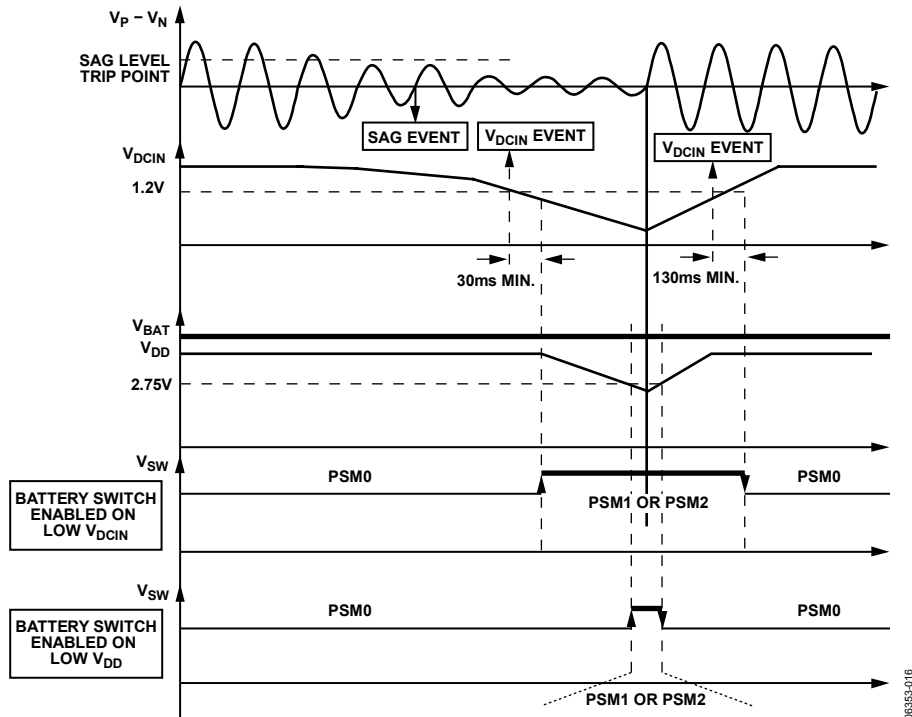 VP – VN
SAG LEVEL
TRIP POINT
SAG EVENT
VDCIN EVENT
VDCIN EVENT
VDCIN
1.2V
30ms MIN.
130ms MIN.
VBAT
VDD
2.75V
VSW
BATTERY SWITCH
ENABLED ON
LOW VDCIN
PSM0
PSM1 OR PSM2
PSM0
VSW
BATTERY SWITCH
ENABLED ON
LOW VDD
PSM0
PSM0
PSM1 OR PSM2
06353-016